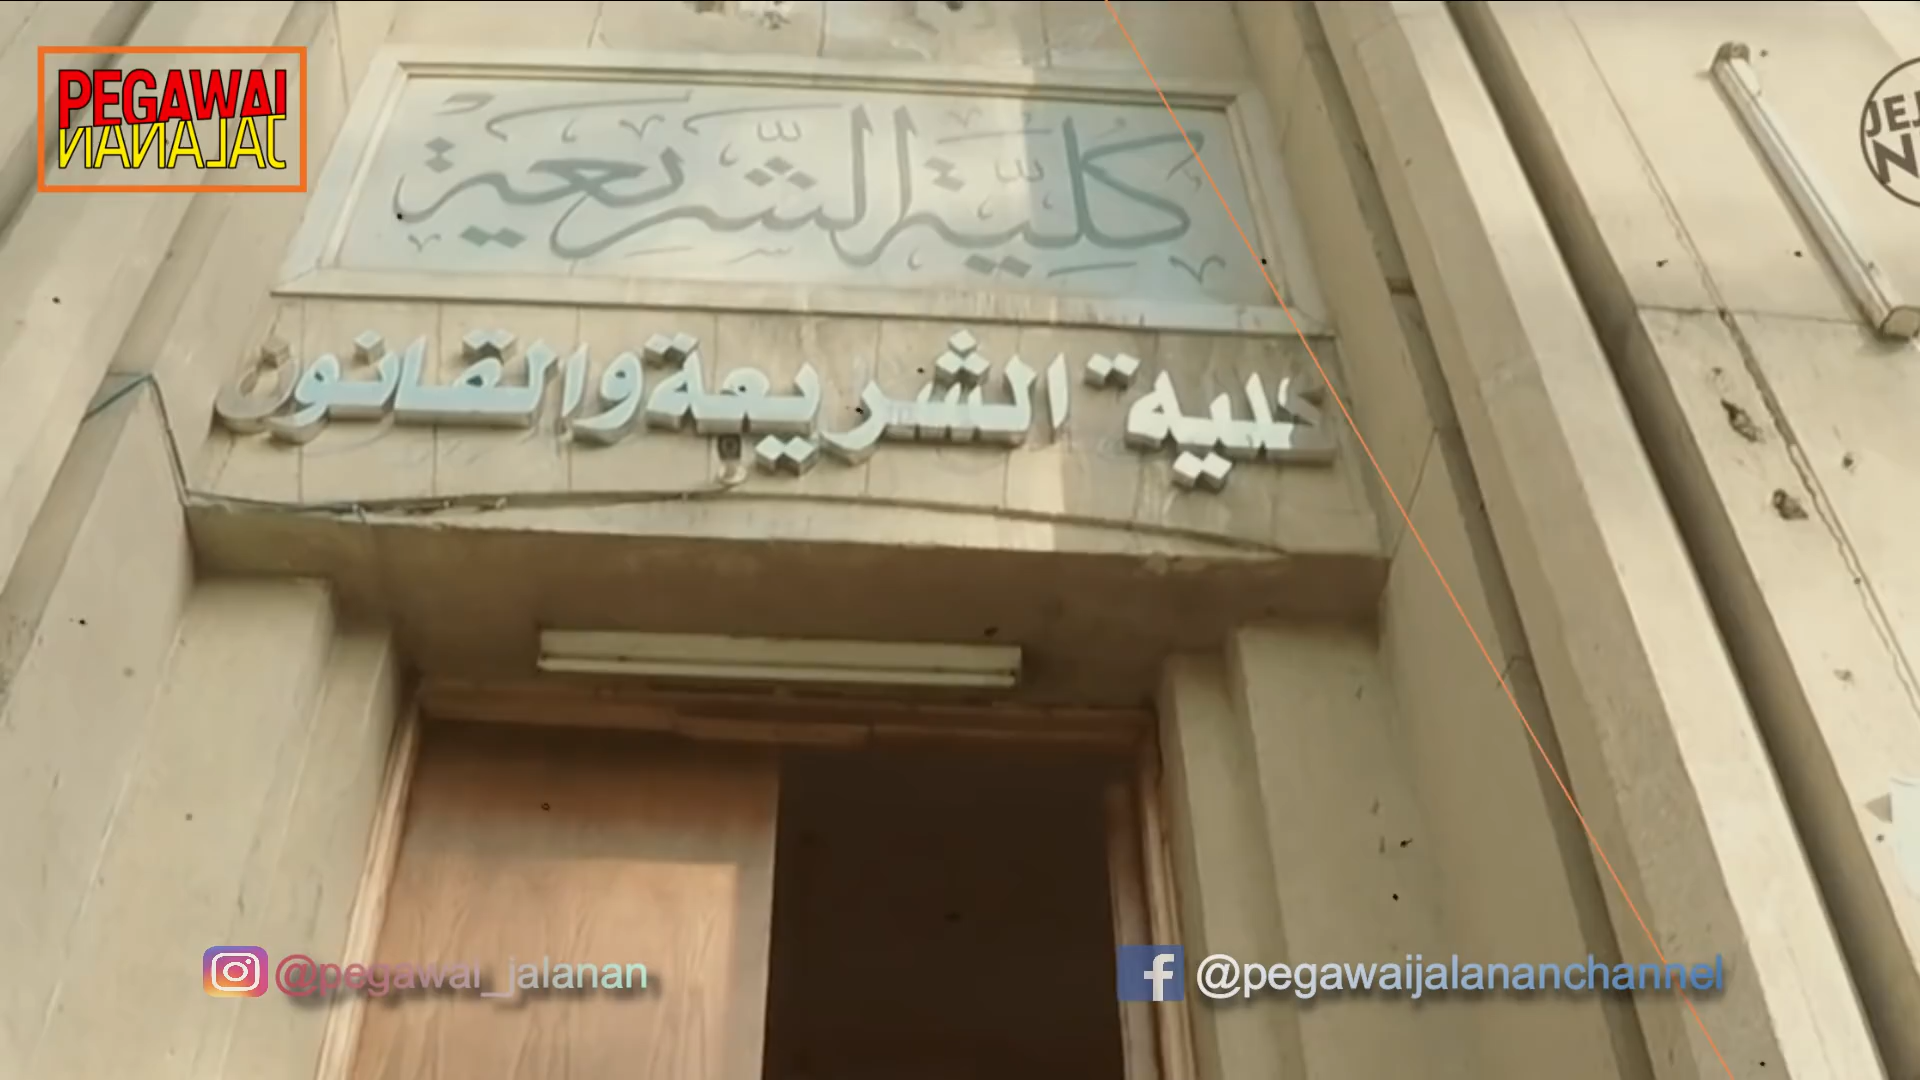 PEGAWAI
JALANAN
كلية الشريعة
كلية الشريعة والقانون
@pegawai_jalanan
@pegawaijalananchannel